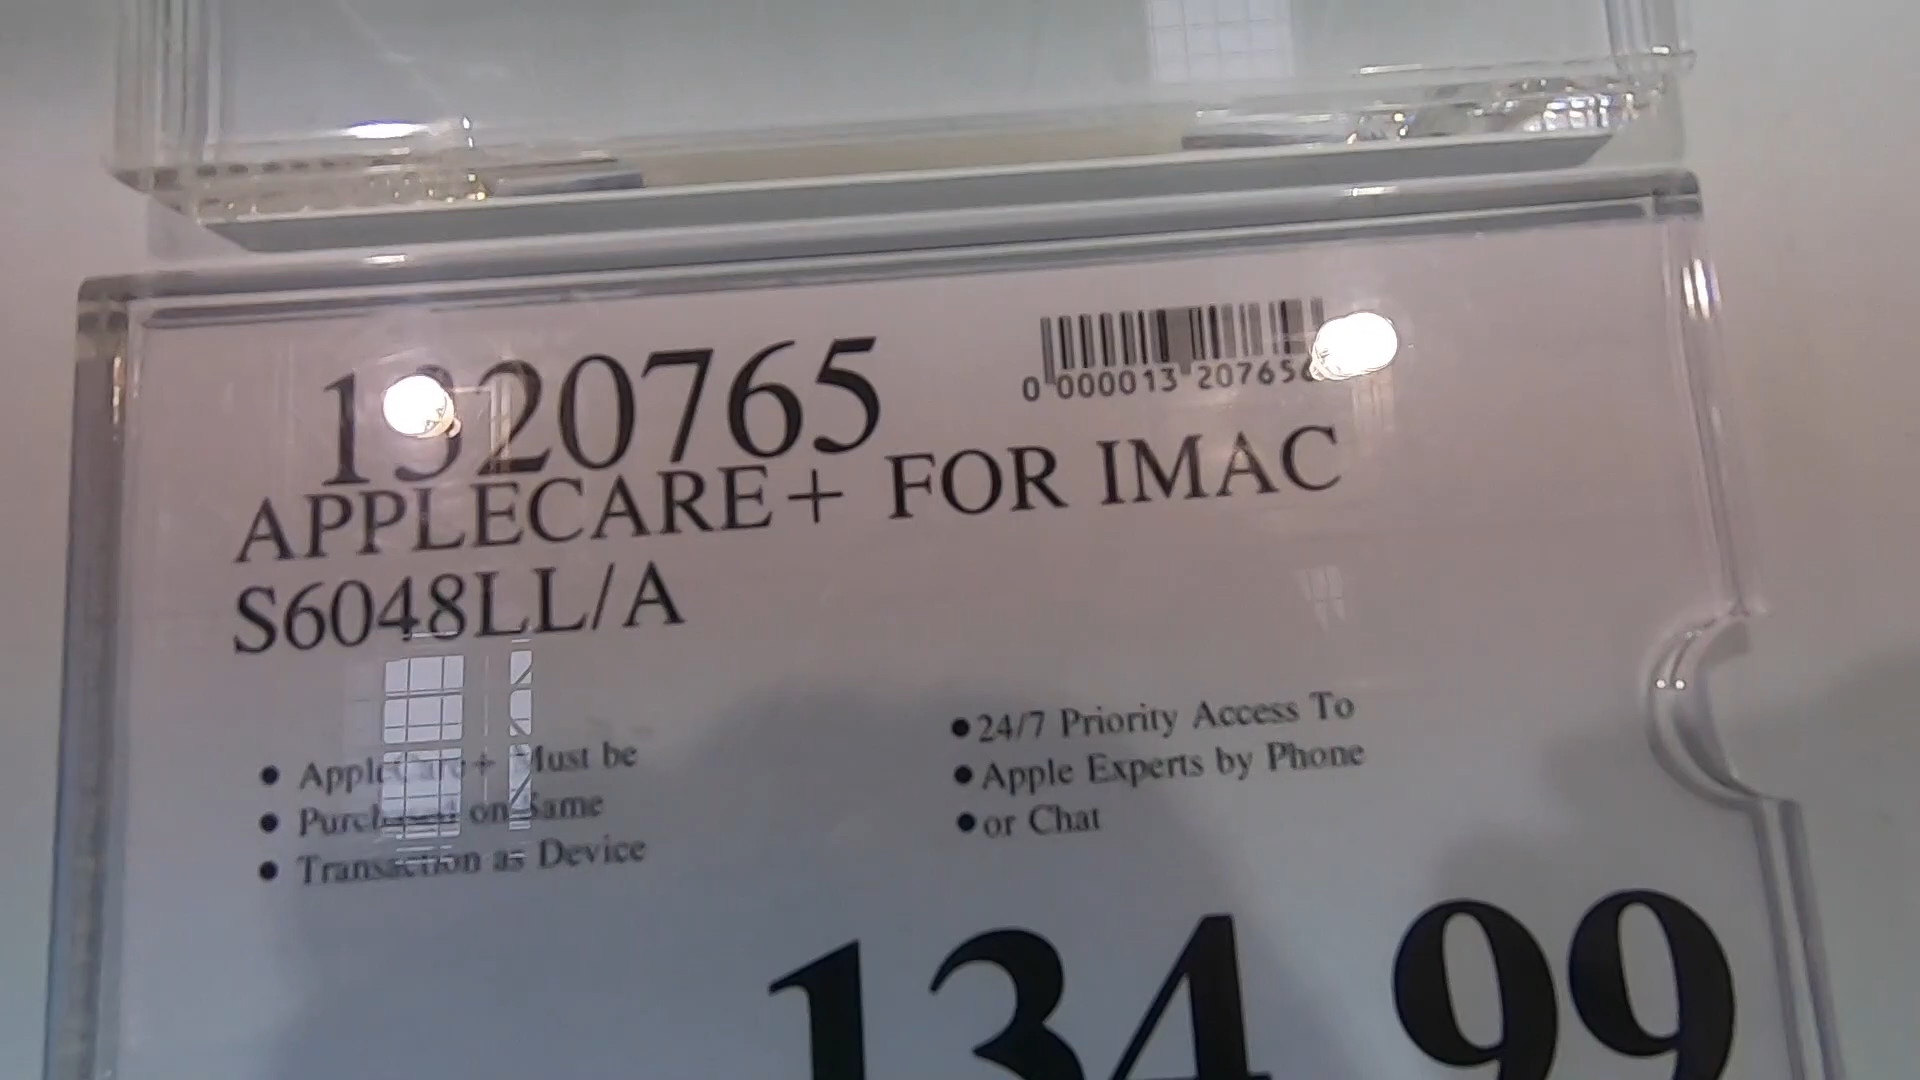 1320765
0 000013 207656
APPLECARE+ FOR IMAC
S6048LL/A
● AppleCare+ Must be
● Purchased on Same
● Transaction as Device
● 24/7 Priority Access To
● Apple Experts by Phone
● or Chat
134.99